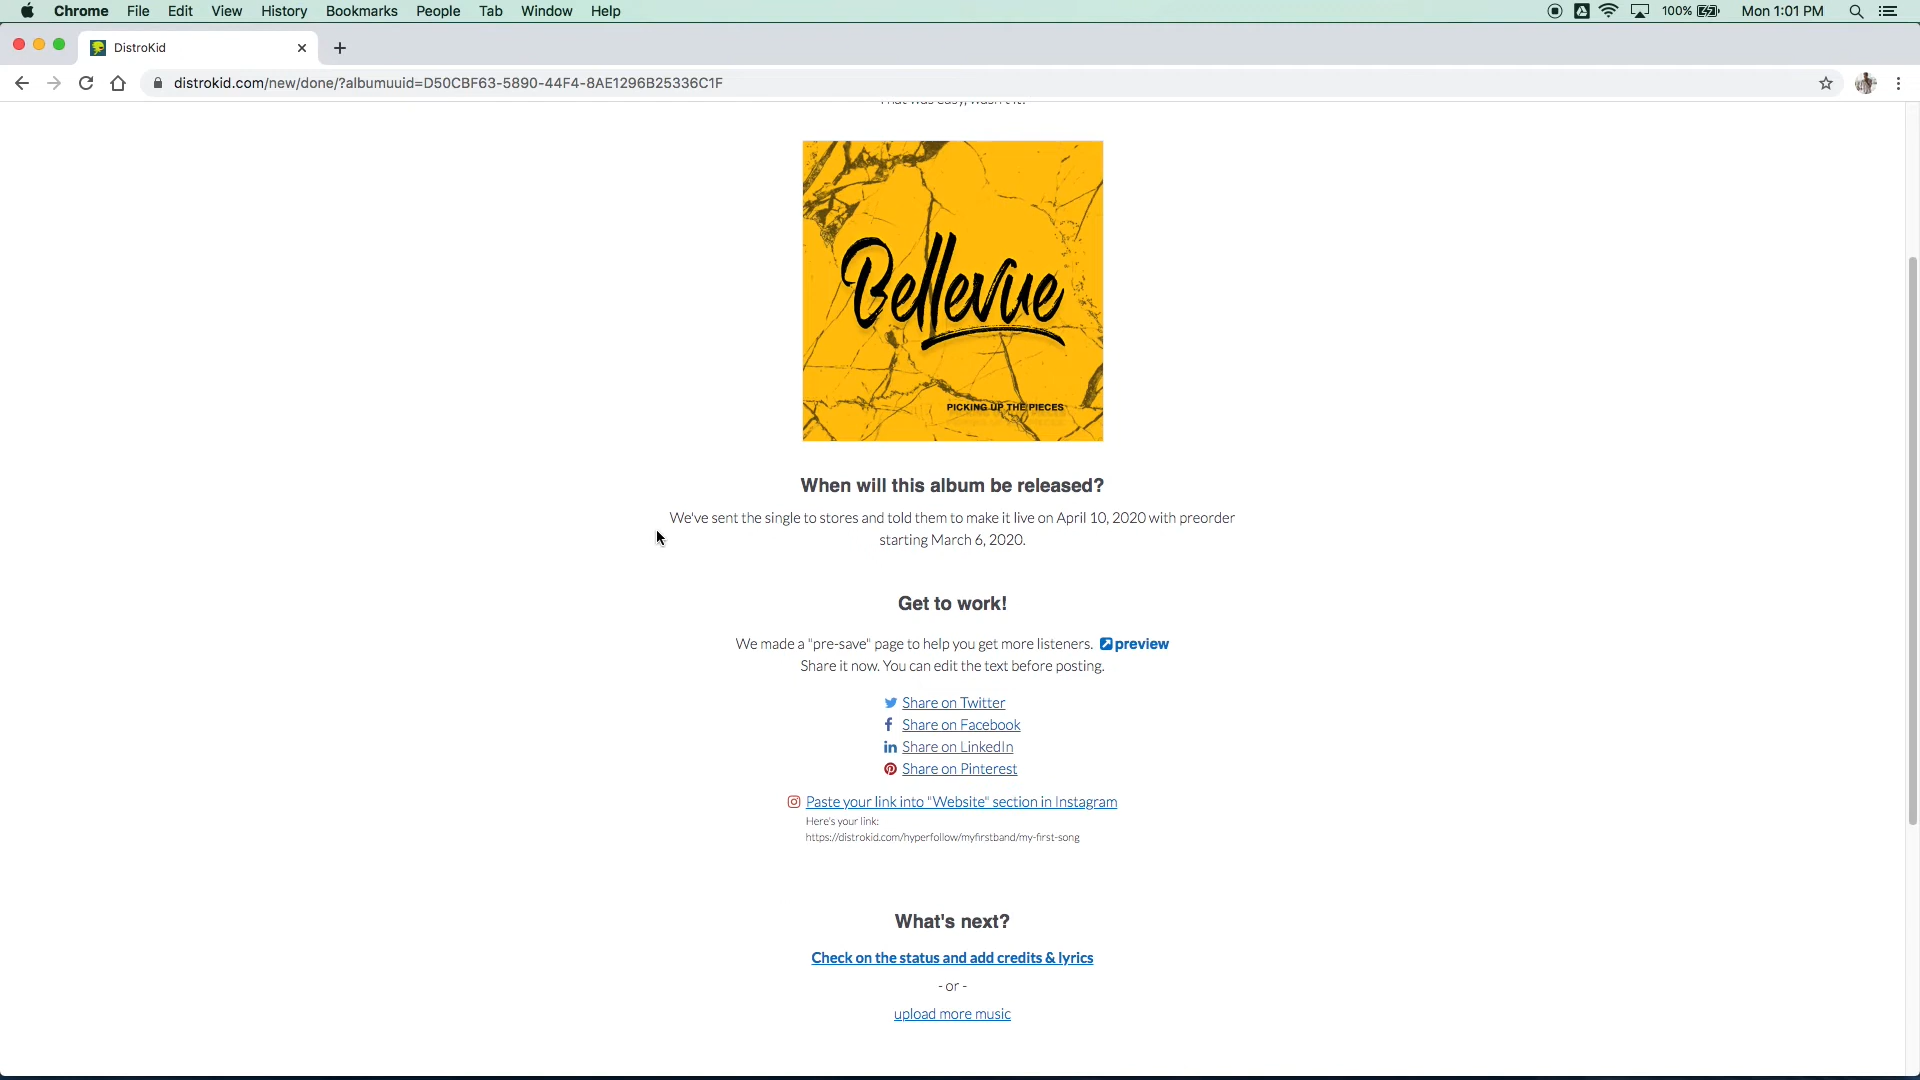 Chrome File Edit View History Bookmarks People Tab Window Help 100% Mon 1:01 PM
DistroKid
distrokid.com/new/done/?albumuuid=D50CBF63-5890-44F4-8AE1296B25336C1F
That was easy, wasn't it?
Bellevue
PICKING UP THE PIECES
When will this album be released?
We've sent the single to stores and told them to make it live on April 10, 2020 with preorder
starting March 6, 2020.
Get to work!
We made a "pre-save" page to help you get more listeners. preview
Share it now. You can edit the text before posting.
Share on Twitter
Share on Facebook
Share on LinkedIn
Share on Pinterest
Paste your link into "Website" section in Instagram
Here's your link:
https://distrokid.com/hyperfollow/myfirstband/my-first-song
What's next?
Check on the status and add credits & lyrics
- or -
upload more music